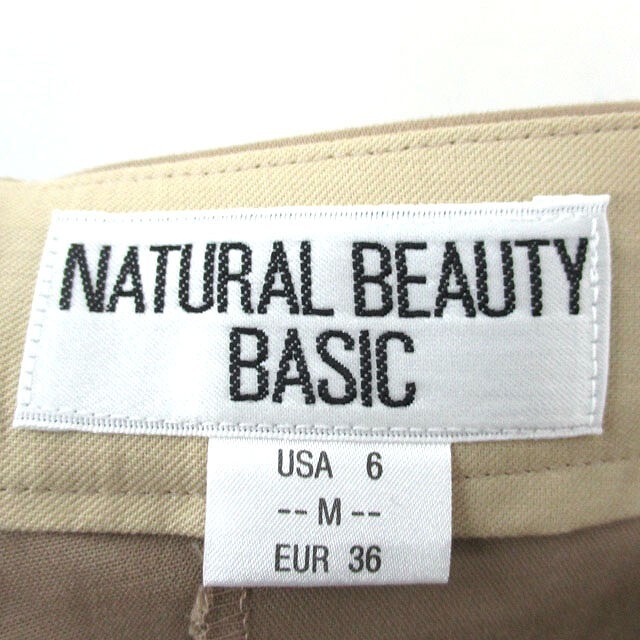 NATURAL BEAUTY
BASIC
USA 6
-- M --
EUR 36